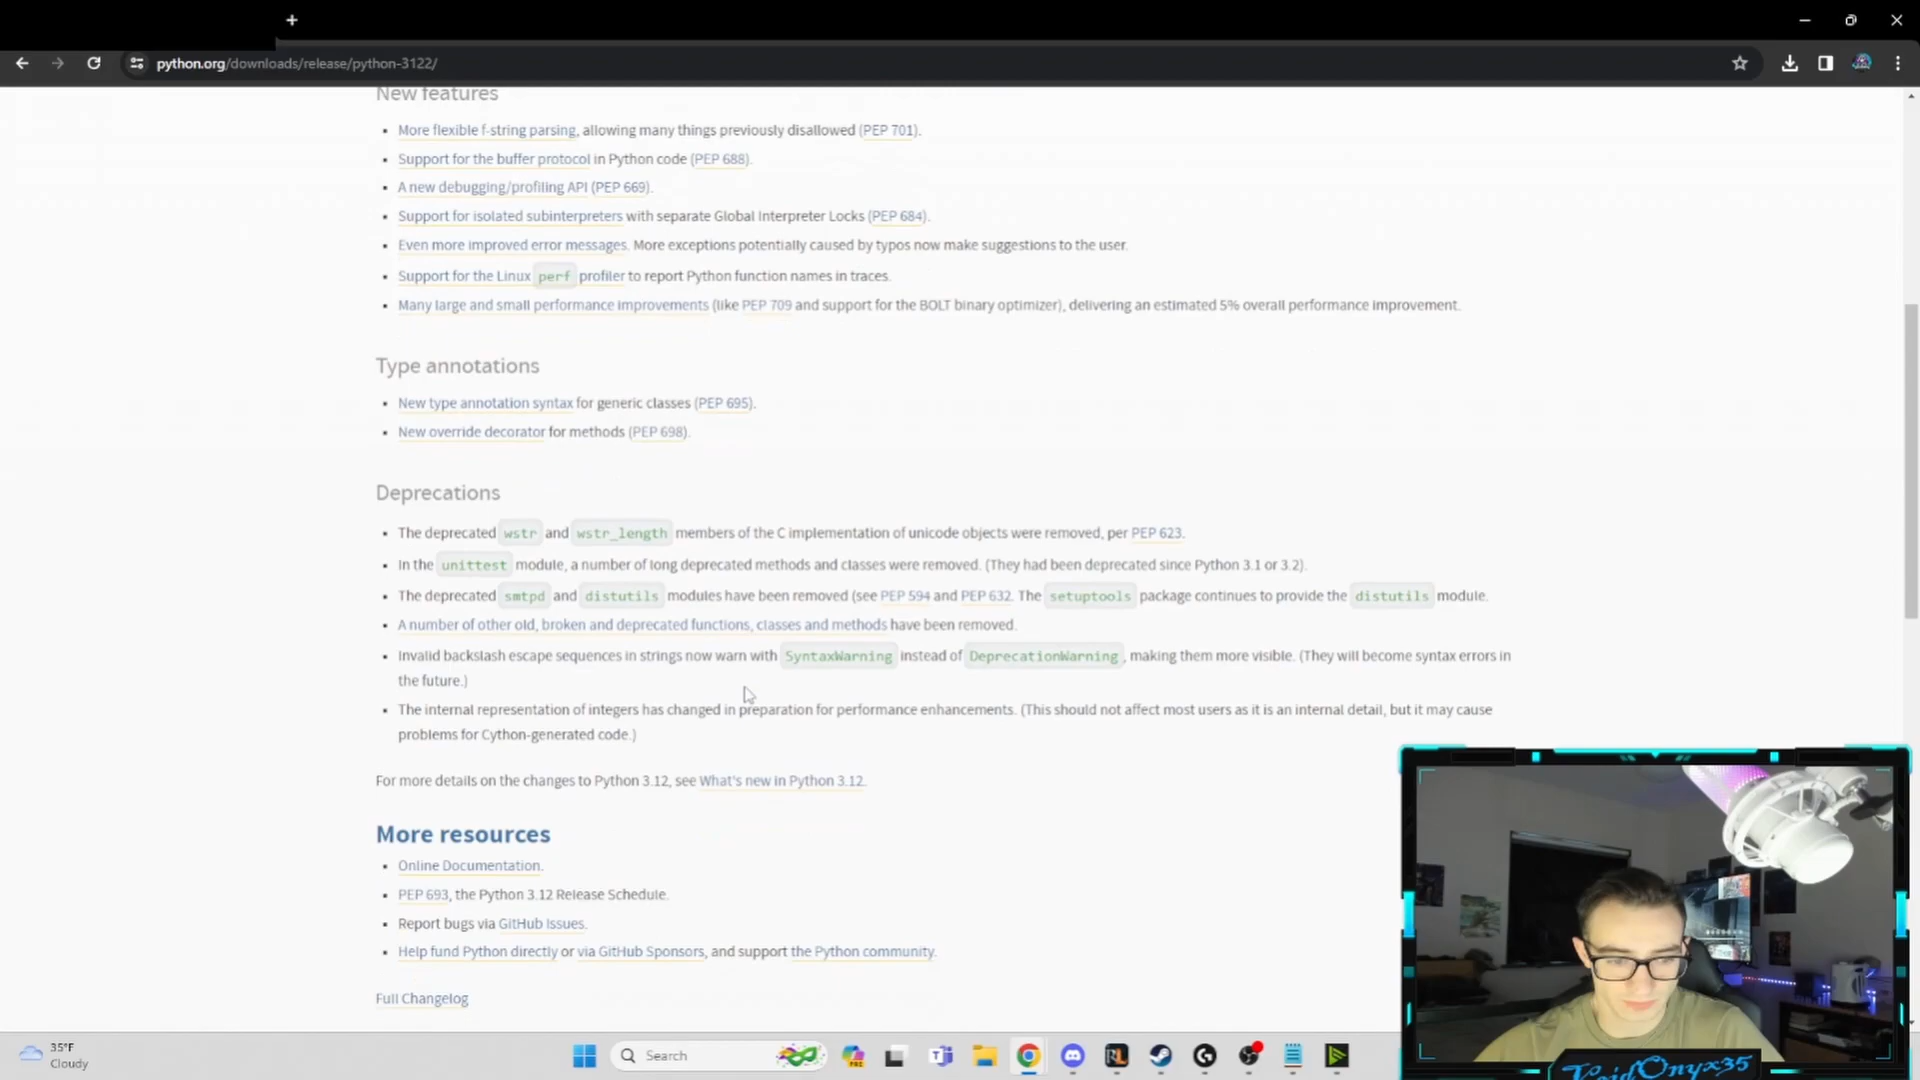 python.org/downloads/release/python-3122/
New features
More flexible f-string parsing, allowing many things previously disallowed (PEP 701).
Support for the buffer protocol in Python code (PEP 688).
A new debugging/profiling API (PEP 669).
Support for isolated subinterpreters with separate Global Interpreter Locks (PEP 684).
Even more improved error messages. More exceptions potentially caused by typos now make suggestions to the user.
Support for the Linux perf profiler to report Python function names in traces.
Many large and small performance improvements (like PEP 709 and support for the BOLT binary optimizer), delivering an estimated 5% overall performance improvement.
Type annotations
New type annotation syntax for generic classes (PEP 695).
New override decorator for methods (PEP 698).
Deprecations
The deprecated wstr and wstr_length members of the C implementation of unicode objects were removed, per PEP 623.
In the unittest module, a number of long deprecated methods and classes were removed. (They had been deprecated since Python 3.1 or 3.2).
The deprecated smtpd and distutils modules have been removed (see PEP 594 and PEP 632. The setuptools package continues to provide the distutils module.
A number of other old, broken and deprecated functions, classes and methods have been removed.
Invalid backslash escape sequences in strings now warn with SyntaxWarning instead of DeprecationWarning, making them more visible. (They will become syntax errors in
the future.)
The internal representation of integers has changed in preparation for performance enhancements. (This should not affect most users as it is an internal detail, but it may cause
problems for Cython-generated code.)
For more details on the changes to Python 3.12, see What's new in Python 3.12.
More resources
Online Documentation.
PEP 693, the Python 3.12 Release Schedule.
Report bugs via GitHub Issues.
Help fund Python directly or via GitHub Sponsors, and support the Python community.
Full Changelog
VoidOnyx35
35°F
Cloudy
Search